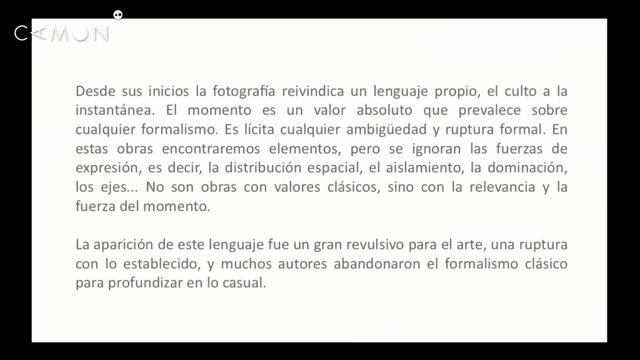 CAMON
Desde sus inicios la fotografía reivindica un lenguaje propio, el culto a la
instantánea. El momento es un valor absoluto que prevalece sobre
cualquier formalismo. Es lícita cualquier ambigüedad y ruptura formal. En
estas obras encontraremos elementos, pero se ignoran las fuerzas de
expresión, es decir, la distribución espacial, el aislamiento, la dominación,
los ejes... No son obras con valores clásicos, sino con la relevancia y la
fuerza del momento.
La aparición de este lenguaje fue un gran revulsivo para el arte, una ruptura
con lo establecido, y muchos autores abandonaron el formalismo clásico
para profundizar en lo casual.